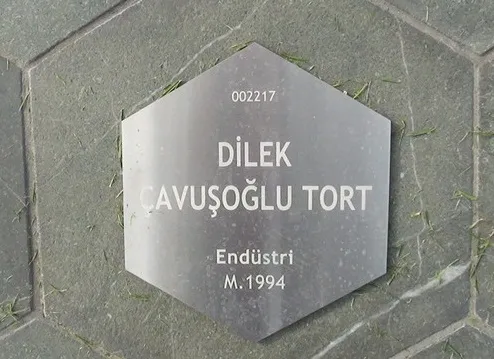 002217
DİLEK
ÇAVUŞOĞLU TORT
Endüstri
M.1994